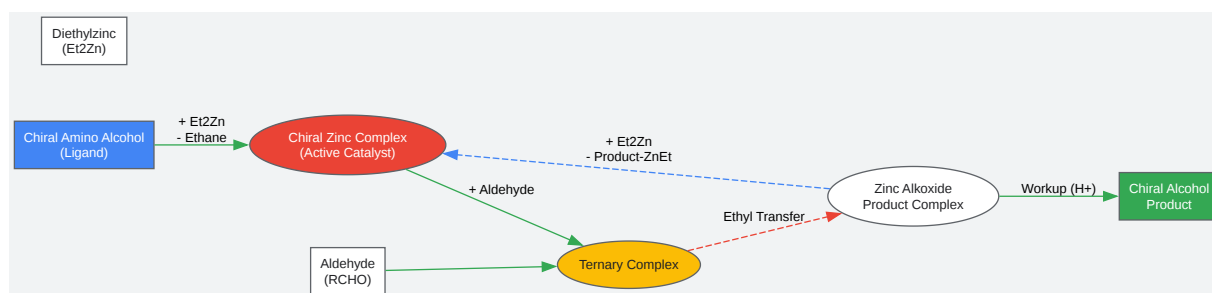 Diethylzinc
(Et2Zn)
+ Et2Zn
- Ethane
Chiral Amino Alcohol
(Ligand)
Chiral Zinc Complex
(Active Catalyst)
+ Et2Zn
- Product-ZnEt
+ Aldehyde
Zinc Alkoxide
Product Complex
Workup (H+)
Chiral Alcohol
Product
Ethyl Transfer
Aldehyde
(RCHO)
Ternary Complex